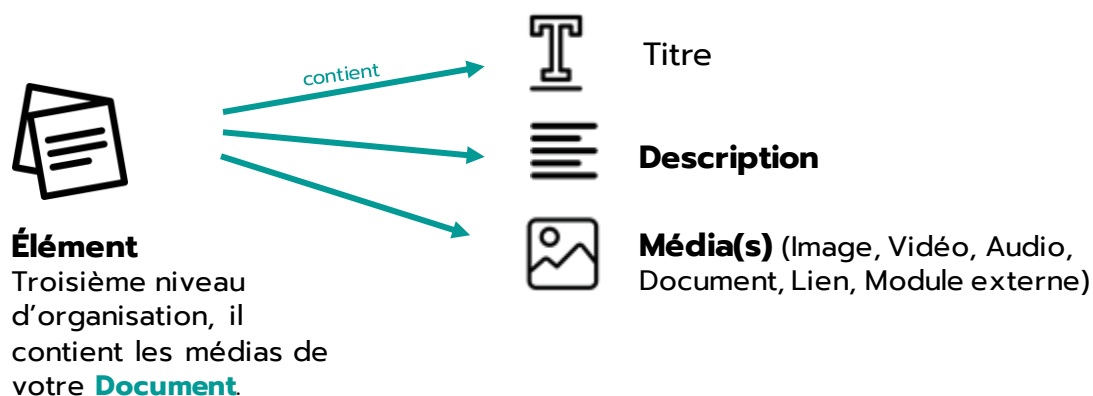 contient
Titre
Description
Média(s) (Image, Vidéo, Audio,
Document, Lien, Module externe)
Élément
Troisième niveau
d’organisation, il
contient les médias de
votre Document.